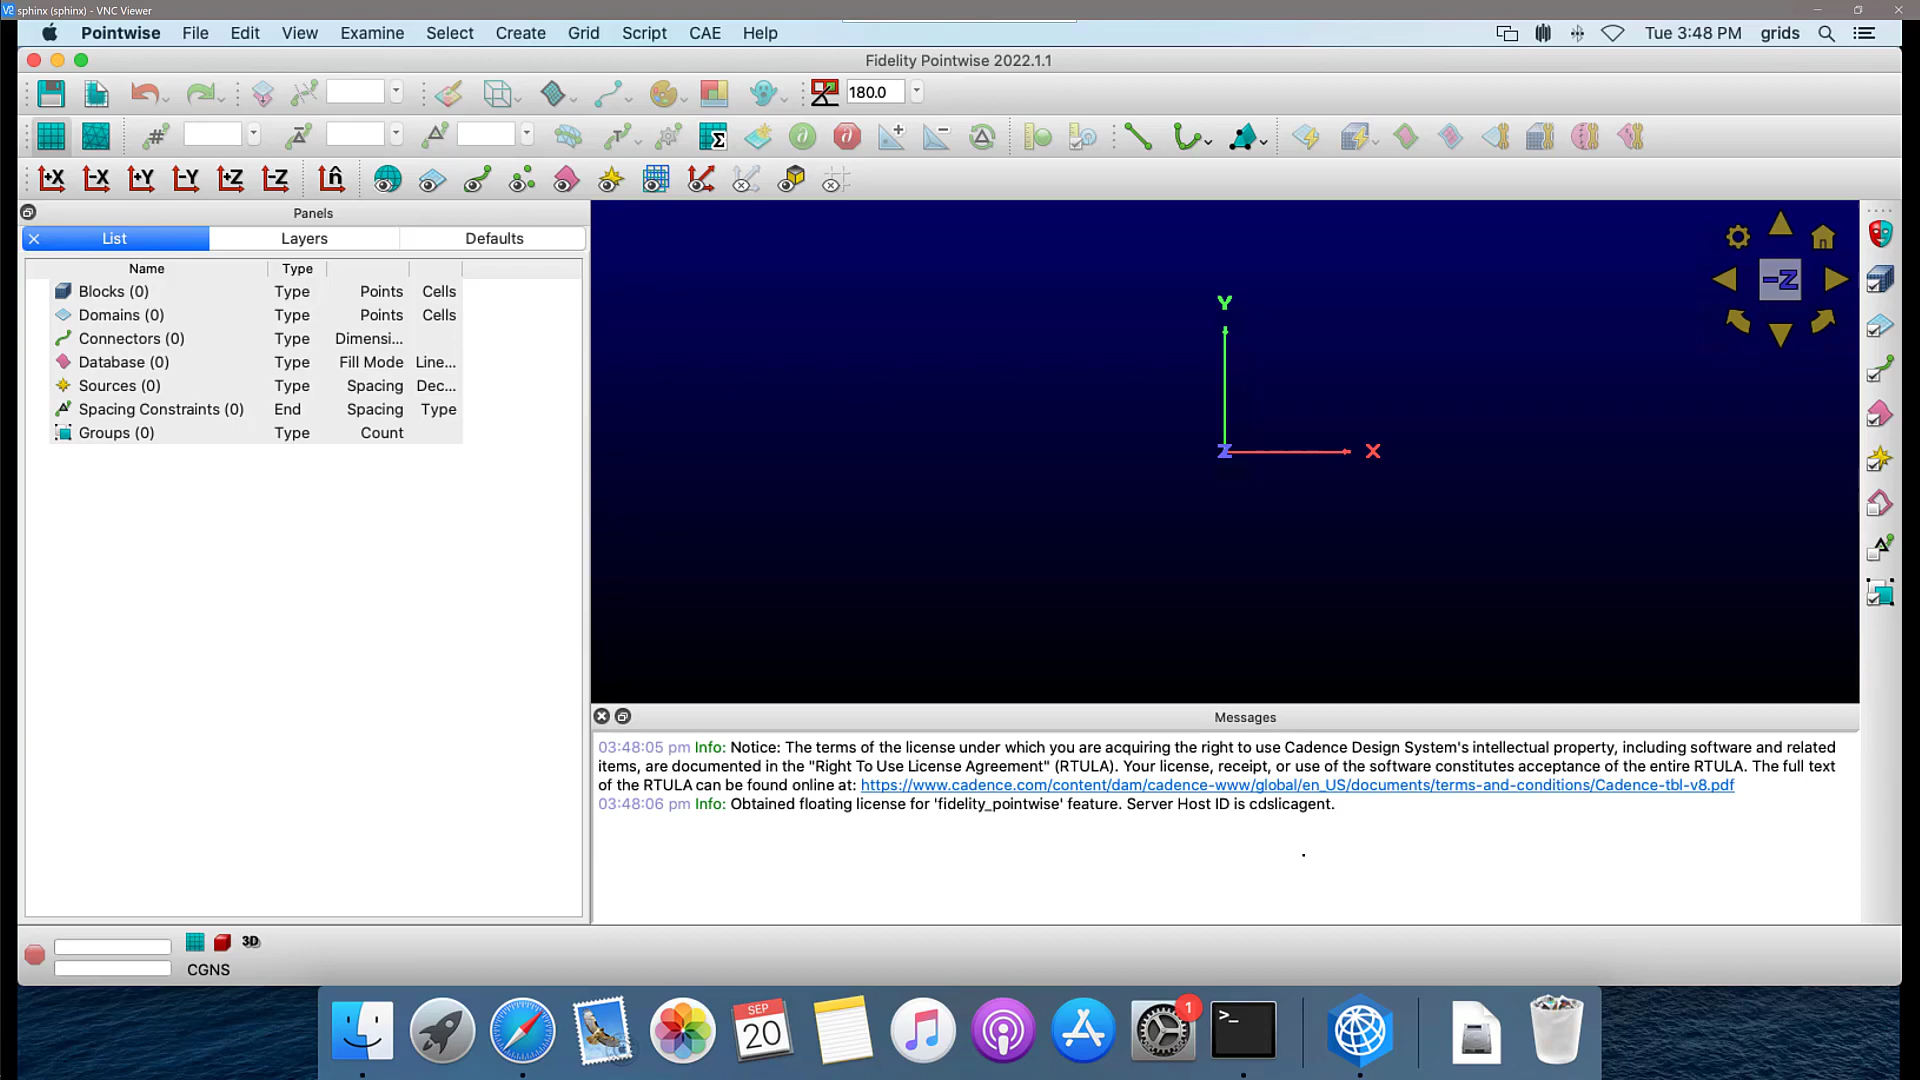 sphinx (sphinx) - VNC Viewer
Pointwise File Edit View Examine Select Create Grid Script CAE Help Tue 3:48 PM grids
Fidelity Pointwise 2022.1.1
180.0
+X -X +Y -Y +Z -Z n̂
Panels
List Layers Defaults
Name Type
Blocks (0) Type Points Cells
Domains (0) Type Points Cells
Connectors (0) Type Dimensi...
Database (0) Type Fill Mode Line...
Sources (0) Type Spacing Dec...
Spacing Constraints (0) End Spacing Type
Groups (0) Type Count
-Z
Y
Z X
Messages
03:48:05 pm Info: Notice: The terms of the license under which you are acquiring the right to use Cadence Design System's intellectual property, including software and related
items, are documented in the "Right To Use License Agreement" (RTULA). Your license, receipt, or use of the software constitutes acceptance of the entire RTULA. The full text
of the RTULA can be found online at: https://www.cadence.com/content/dam/cadence-www/global/en_US/documents/terms-and-conditions/Cadence-tbl-v8.pdf
03:48:06 pm Info: Obtained floating license for 'fidelity_pointwise' feature. Server Host ID is cdslicagent.
3D
CGNS
SEP
20
1
>_